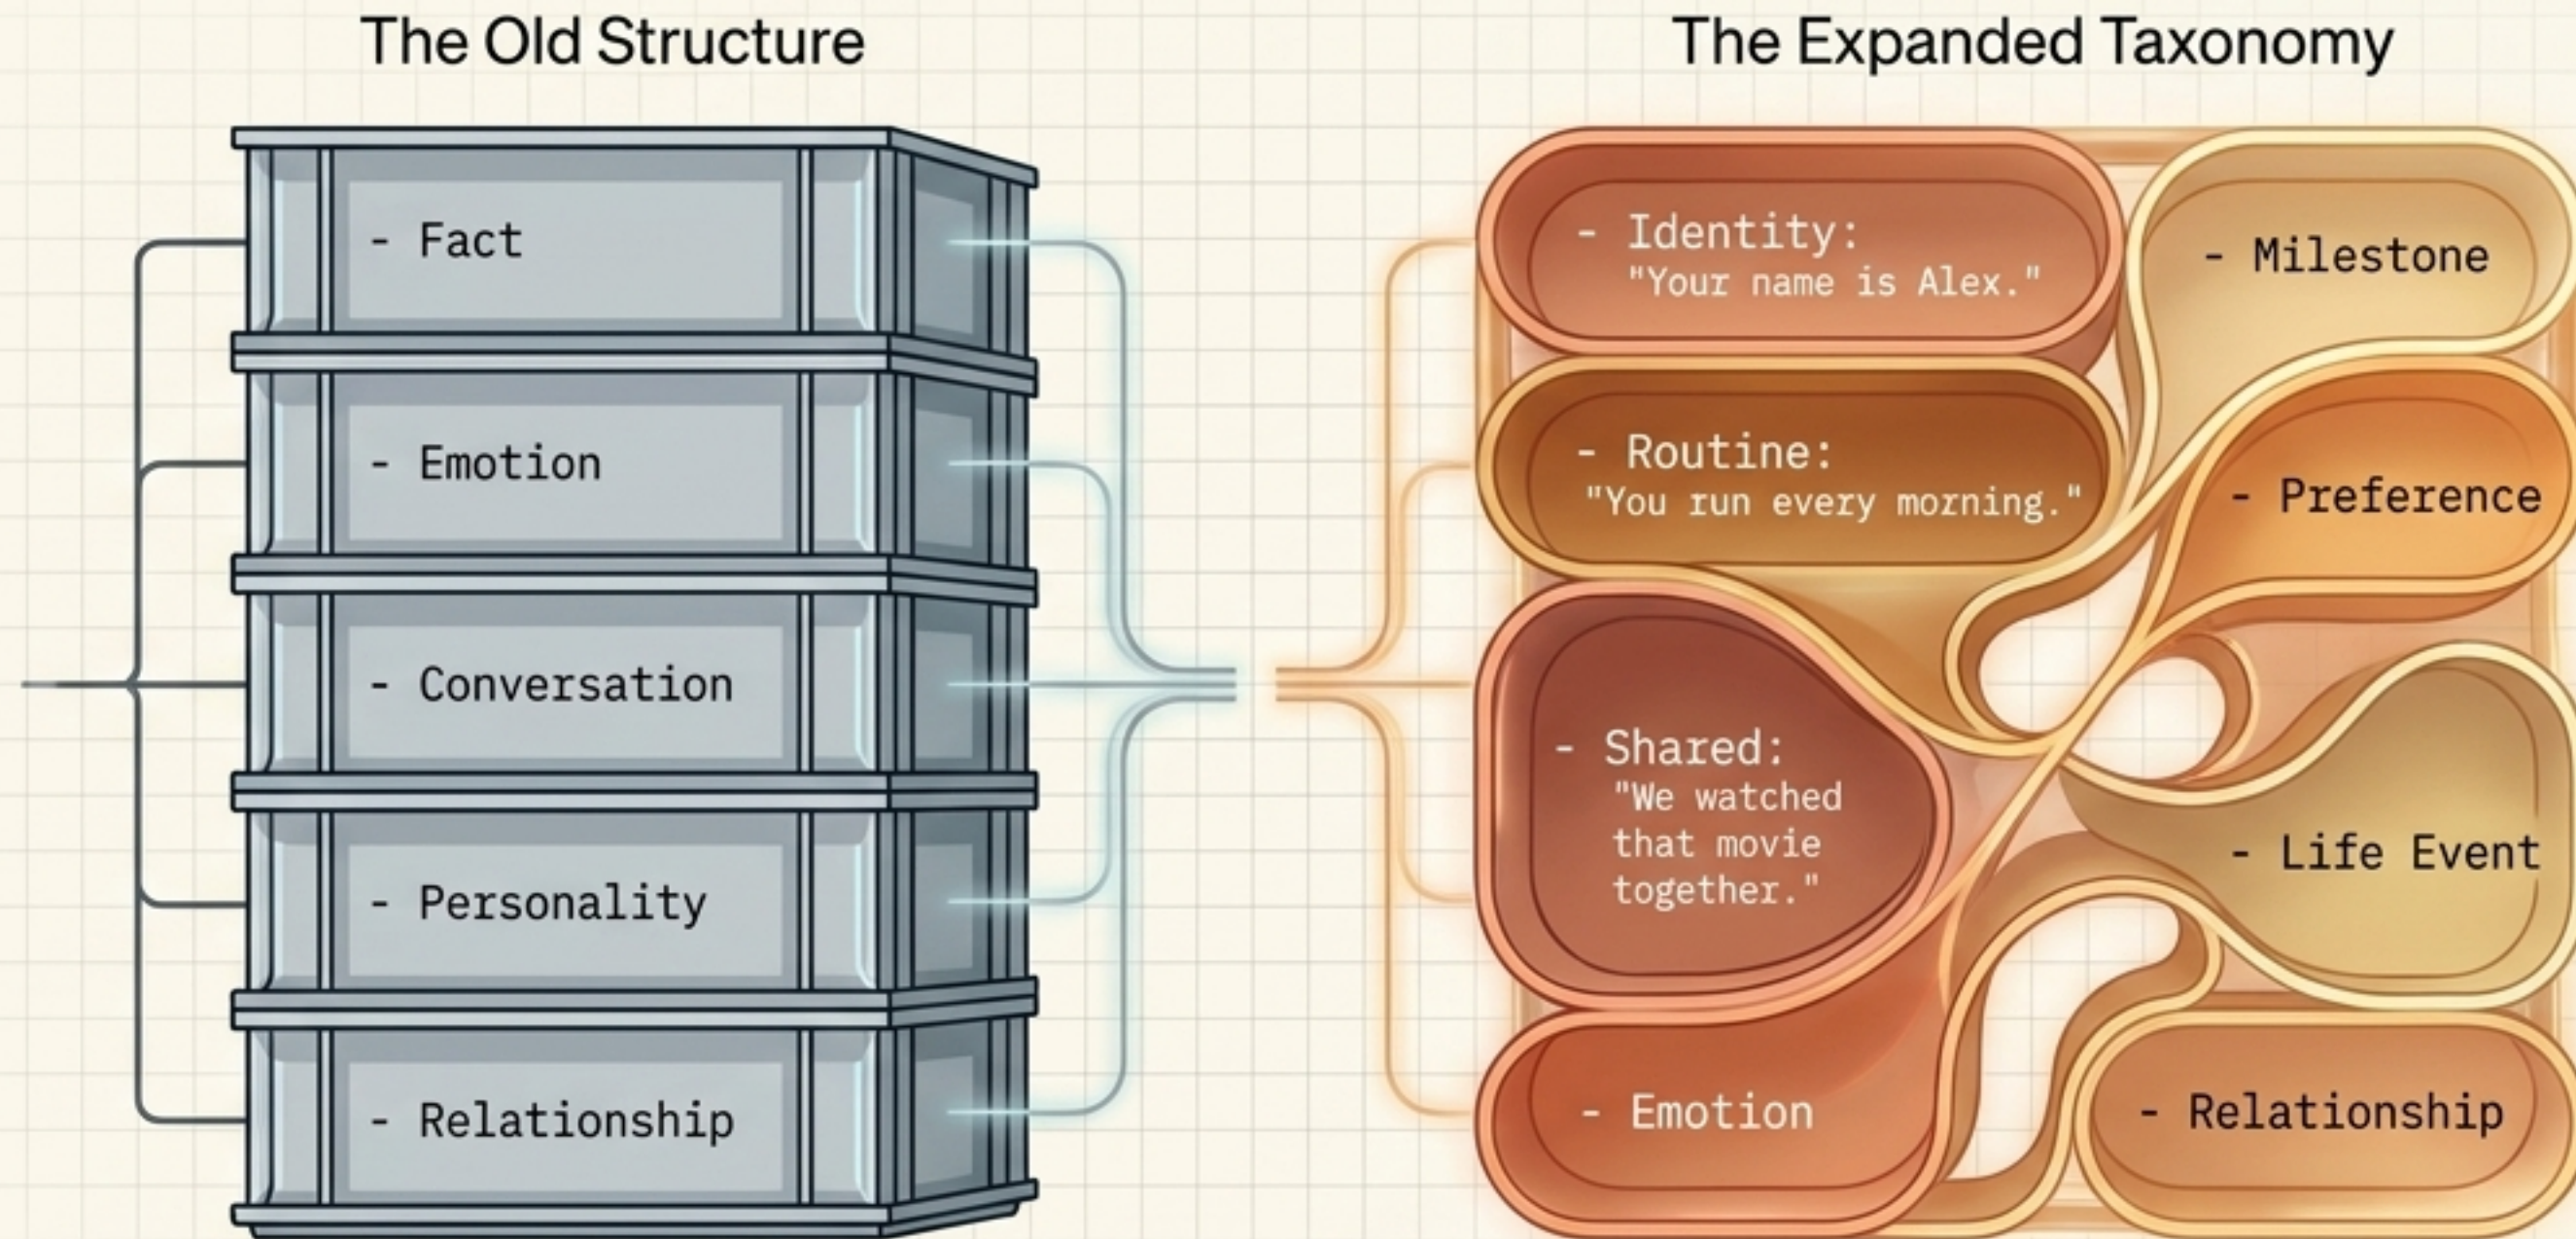 The Old Structure
- Fact
- Emotion
- Conversation
- Personality
- Relationship
The Expanded Taxonomy
- Identity:
"Your name is Alex."
- Routine:
"You run every morning."
- Shared:
"We watched
that movie
together."
- Emotion
- Milestone
- Preference
- Life Event
- Relationship